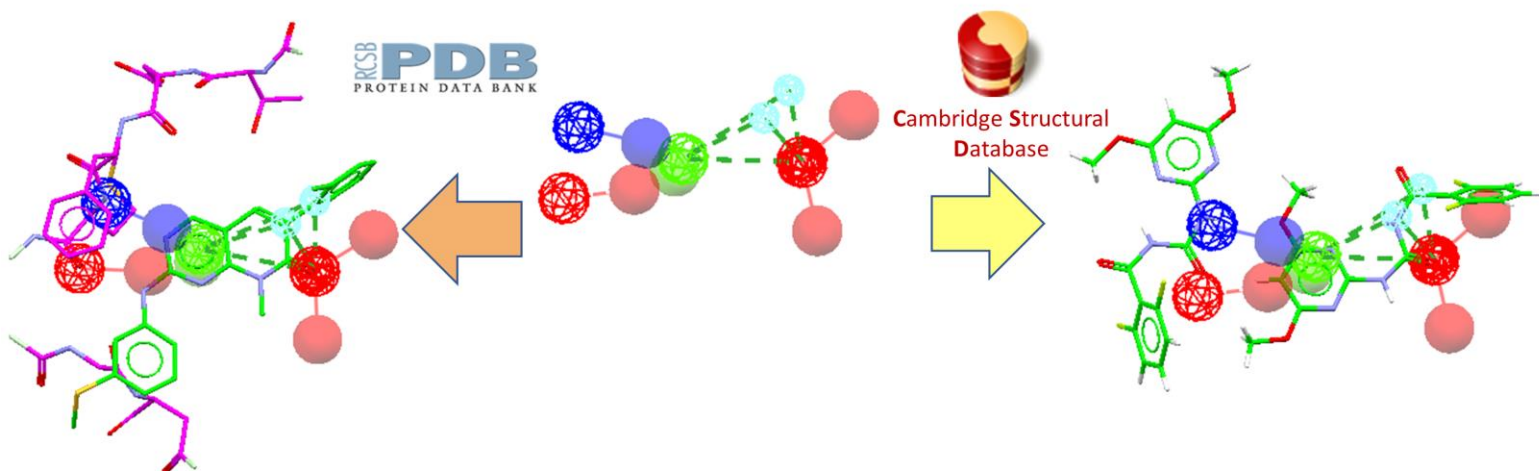 RCSB
PDB
PROTEIN DATA BANK
Cambridge Structural
Database